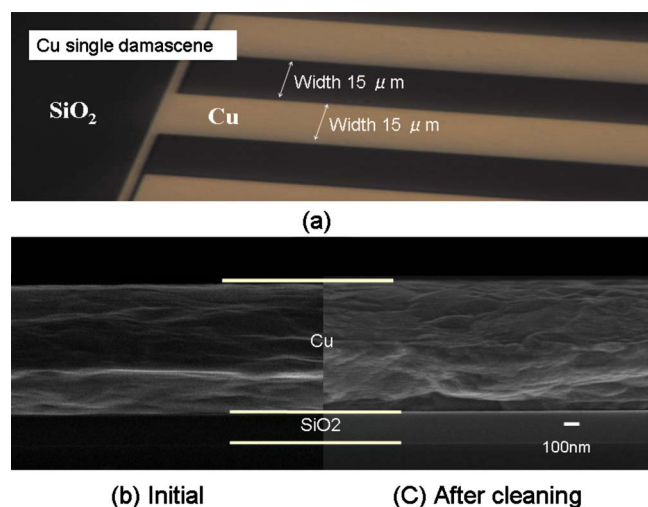 Cu single damascene
Width 15 μm
SiO2
Cu
Width 15 μm
(a)
Cu
SiO2
100nm
(b) Initial
(C) After cleaning